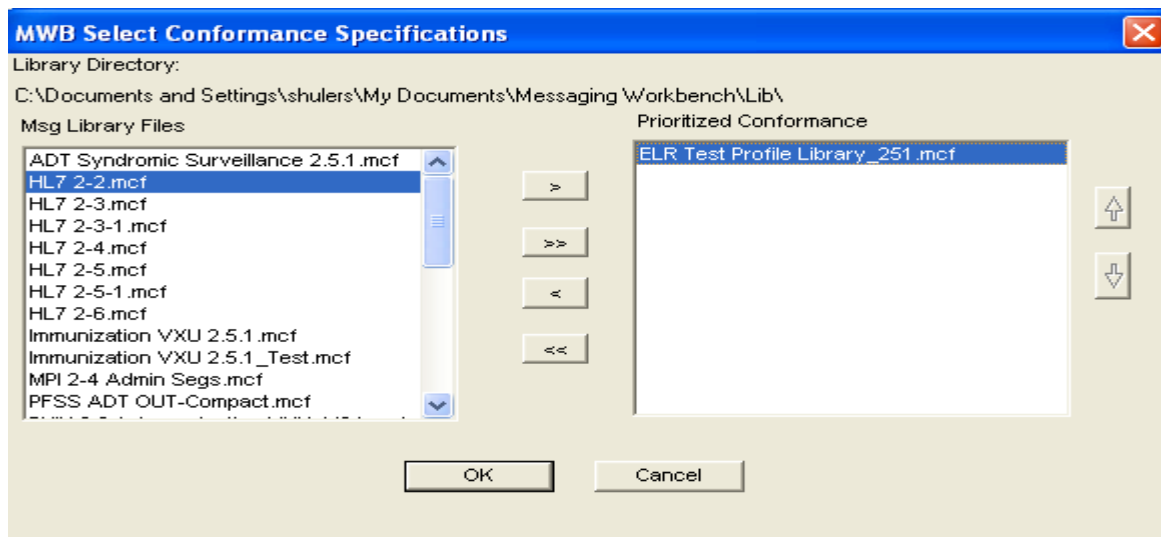 MWB Select Conformance Specifications
Library Directory:
C:\Documents and Settings\shulers\My Documents\Messaging Workbench\Lib\
Msg Library Files
Prioritized Conformance
ADT Syndromic Surveillance 2.5.1.mcf
HL7 2-2.mcf
HL7 2-3.mcf
HL7 2-3-1.mcf
HL7 2-4.mcf
HL7 2-5.mcf
HL7 2-5-1.mcf
HL7 2-6.mcf
Immunization VXU 2.5.1.mcf
Immunization VXU 2.5.1_Test.mcf
MPI 2-4 Admin Segs.mcf
PFSS ADT OUT-Compact.mcf
>
>>
<
<<
ELR Test Profile Library_251.mcf
OK
Cancel